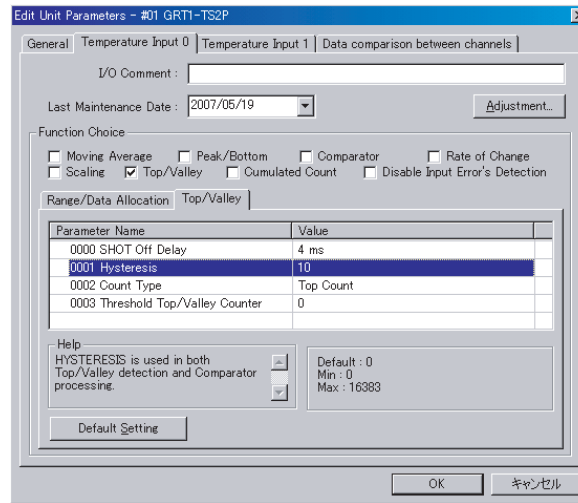 Edit Unit Parameters - #01 GRT1-TS2P
General Temperature Input 0 Temperature Input 1 Data comparison between channels
I/O Comment :
Last Maintenance Date : 2007/05/19 Adjustment...
Function Choice
Moving Average Peak/Bottom Comparator Rate of Change
Scaling Top/Valley Cumulated Count Disable Input Error's Detection
Range/Data Allocation Top/Valley
Parameter Name Value
0000 SHOT Off Delay 4 ms
0001 Hysteresis 10
0002 Count Type Top Count
0003 Threshold Top/Valley Counter 0
Help
HYSTERESIS is used in both
Top/Valley detection and Comparator
processing.
Default : 0
Min : 0
Max : 16383
Default Setting
OK キャンセル